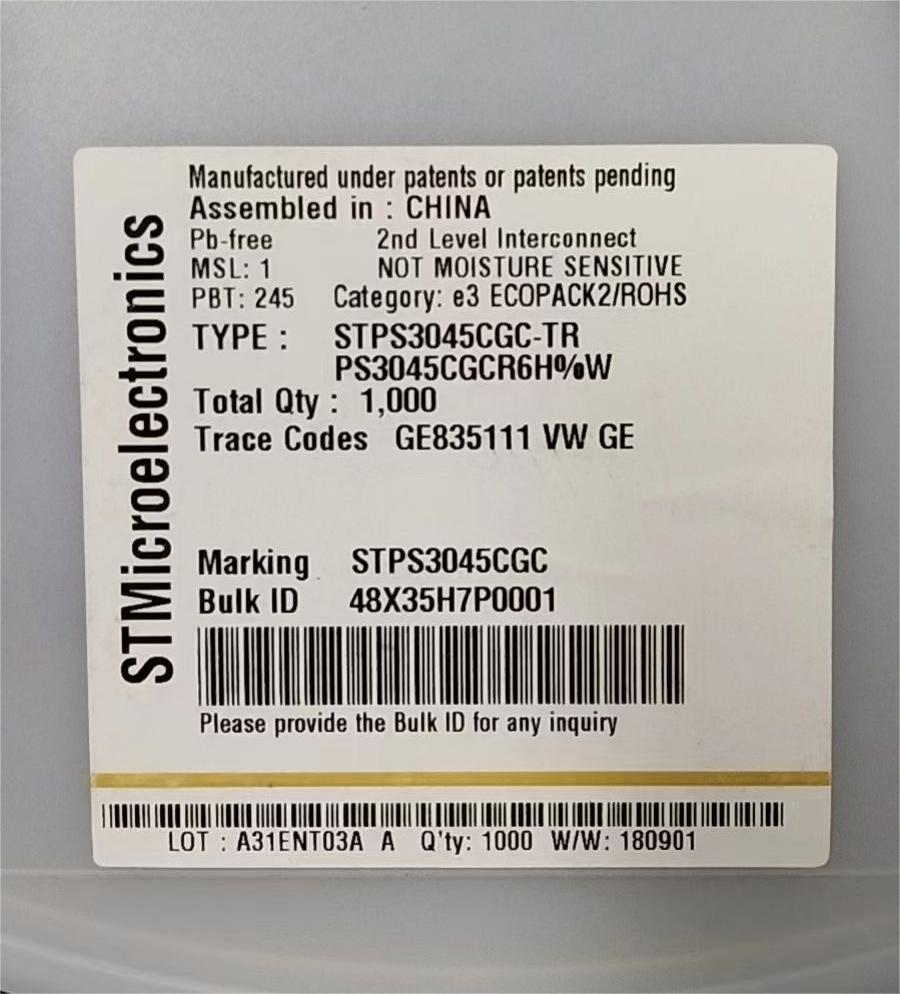 STMicroelectronics
Manufactured under patents or patents pending
Assembled in : CHINA
Pb-free 2nd Level Interconnect
MSL: 1 NOT MOISTURE SENSITIVE
PBT: 245 Category: e3 ECOPACK2/ROHS
TYPE : STPS3045CGC-TR
PS3045CGCR6H%W
Total Qty : 1,000
Trace Codes GE835111 VW GE
Marking STPS3045CGC
Bulk ID 48X35H7P0001
Please provide the Bulk ID for any inquiry
LOT : A31ENT03A A Q'ty: 1000 W/W: 180901